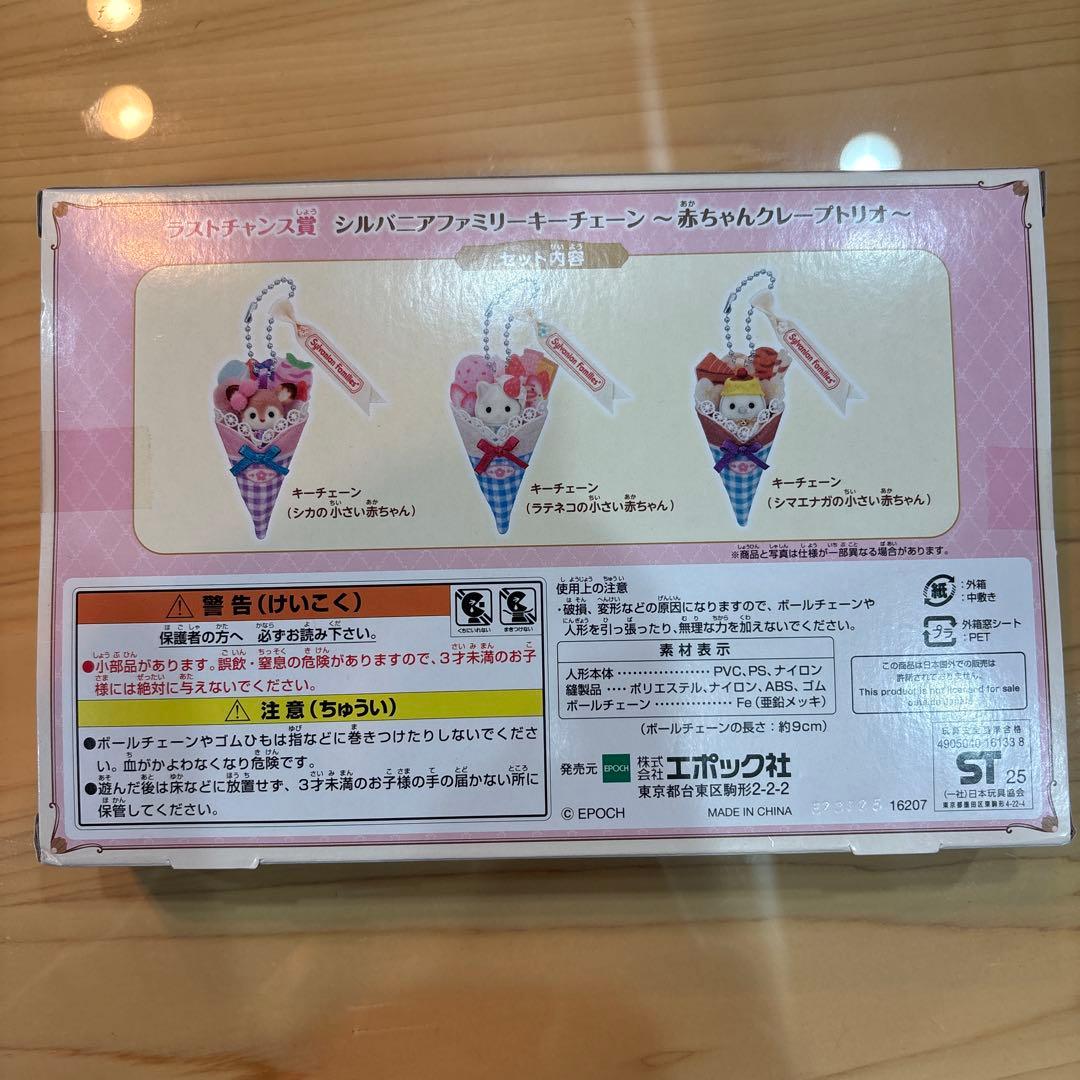 ラストチャンス賞 シルバニアファミリーキーチェーン ～赤ちゃんクレープトリオ～
セット内容
Sylvanian Families
Sylvanian Families
Sylvanian Families
キーチェーン
(シカの小さい赤ちゃん)
キーチェーン
(ラテネコの小さい赤ちゃん)
キーチェーン
(シマエナガの小さい赤ちゃん)
※商品と写真は仕様が一部異なる場合があります。
⚠警告(けいこく)
くちにいれない
まきつけない
保護者の方へ 必ずお読み下さい。
●小部品があります。誤飲・窒息の危険がありますので、3才未満のお子
様には絶対に与えないでください。
⚠注意(ちゅうい)
●ボールチェーンやゴムひもは指などに巻きつけたりしないでくださ
い。血がかよわなくなり危険です。
●遊んだ後は床などに放置せず、3才未満のお子様の手の届かない所に
保管してください。
使用上の注意
・破損、変形などの原因になりますので、ボールチェーンや
人形を引っ張ったり、無理な力を加えないでください。
素材表示
人形本体 ・・・・・・・・・・・・・・・・ PVC, PS, ナイロン
縫製品 ・・・・ ポリエステル, ナイロン, ABS, ゴム
ボールチェーン ・・・・・・・・・・・・ Fe(亜鉛メッキ)
(ボールチェーンの長さ：約9cm)
発売元 EPOCH 株式会社エポック社
東京都台東区駒形2-2-2
© EPOCH MADE IN CHINA
16207
紙 ：外箱
：中敷き
プラ 外箱窓シート
：PET
この商品は日本国外での販売は
許諾されておりません。
This product is not licensed for sale
玩具安全基準合格
4905040 16133 8
ST 25
(一社)日本玩具協会
東京都墨田区東駒形4-22-4